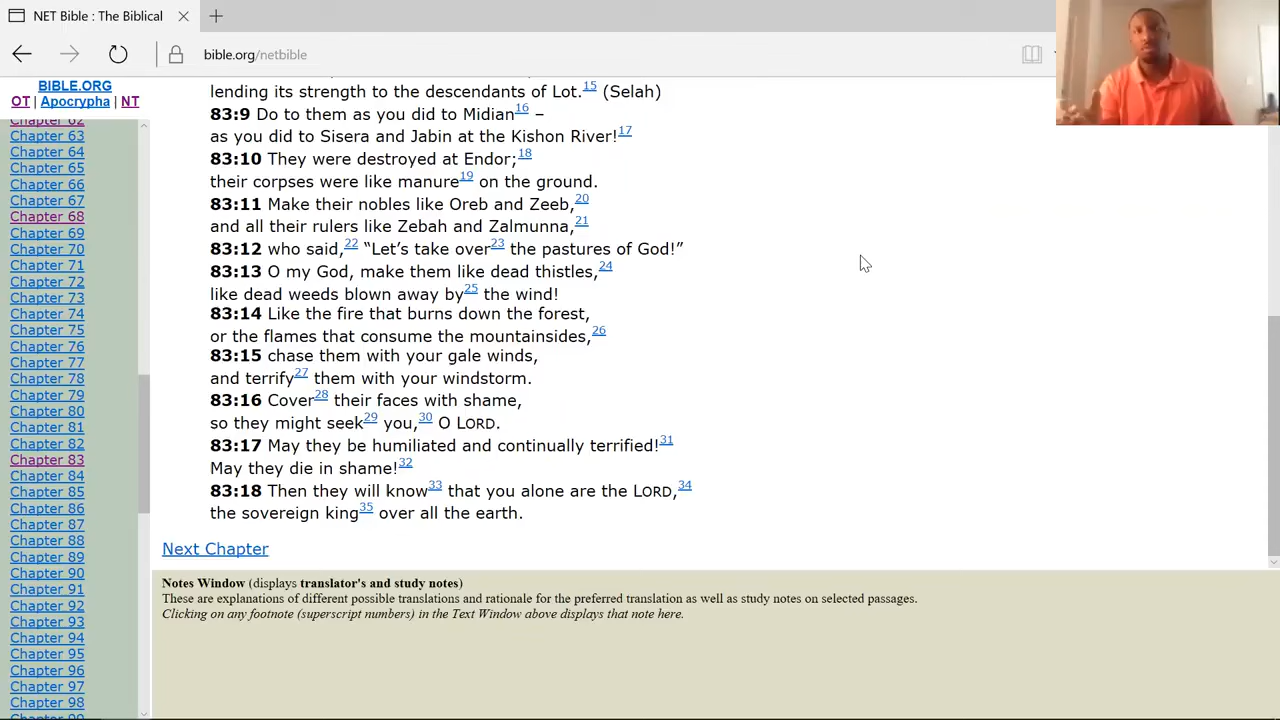 NET Bible : The Biblical
bible.org/netbible
BIBLE.ORG
OT | Apocrypha | NT
Chapter 62
Chapter 63
Chapter 64
Chapter 65
Chapter 66
Chapter 67
Chapter 68
Chapter 69
Chapter 70
Chapter 71
Chapter 72
Chapter 73
Chapter 74
Chapter 75
Chapter 76
Chapter 77
Chapter 78
Chapter 79
Chapter 80
Chapter 81
Chapter 82
Chapter 83
Chapter 84
Chapter 85
Chapter 86
Chapter 87
Chapter 88
Chapter 89
Chapter 90
Chapter 91
Chapter 92
Chapter 93
Chapter 94
Chapter 95
Chapter 96
Chapter 97
Chapter 98
lending its strength to the descendants of Lot.15 (Selah)
83:9 Do to them as you did to Midian16 –
as you did to Sisera and Jabin at the Kishon River!17
83:10 They were destroyed at Endor;18
their corpses were like manure19 on the ground.
83:11 Make their nobles like Oreb and Zeeb,20
and all their rulers like Zebah and Zalmunna,21
83:12 who said,22 “Let’s take over23 the pastures of God!”
83:13 O my God, make them like dead thistles,24
like dead weeds blown away by25 the wind!
83:14 Like the fire that burns down the forest,
or the flames that consume the mountainsides,26
83:15 chase them with your gale winds,
and terrify27 them with your windstorm.
83:16 Cover28 their faces with shame,
so they might seek29 you,30 O LORD.
83:17 May they be humiliated and continually terrified!31
May they die in shame!32
83:18 Then they will know33 that you alone are the LORD,34
the sovereign king35 over all the earth.
Next Chapter
Notes Window (displays translator's and study notes)
These are explanations of different possible translations and rationale for the preferred translation as well as study notes on selected passages.
Clicking on any footnote (superscript numbers) in the Text Window above displays that note here.